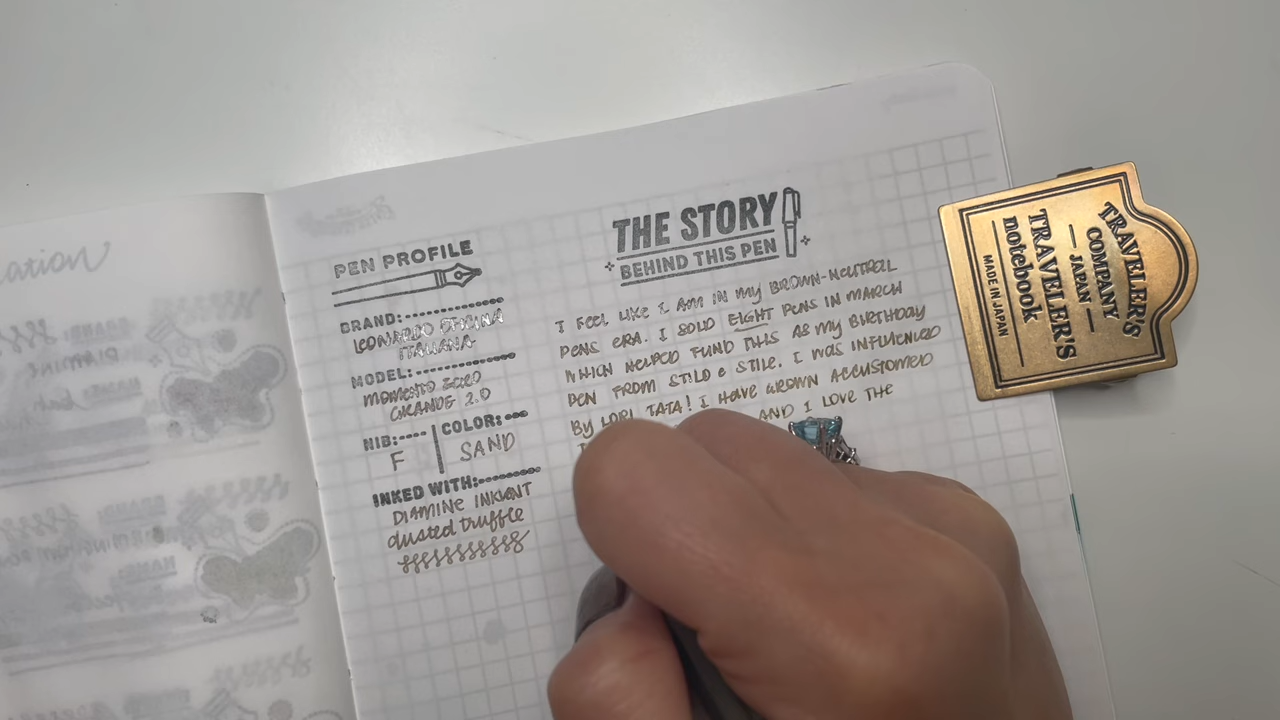 cation
PEN PROFILE
BRAND:
LEONARDO OFFICINA
ITALIANA
MODEL:
MOMENTO ZERO
GRANDE 2.0
NIB:
F
COLOR:
SAND
INKED WITH:
DIAMINE INKVENT
dusted truffle
THE STORY
BEHIND THIS PEN
I FEEL LIKE I AM IN MY BROWN-NEUTRELL
PENS ERA. I SOLD EIGHT PENS IN MARCH
WHICH HELPED FUND THIS AS MY BIRTHDAY
PEN FROM STILO e STILE. I WAS INFLUENCED
BY LORI TATA! I HAVE GROWN ACCUSTOMED
AND I LOVE THE
TRAVELER'S
COMPANY
JAPAN
TRAVELER'S
notebook
MADE IN JAPAN